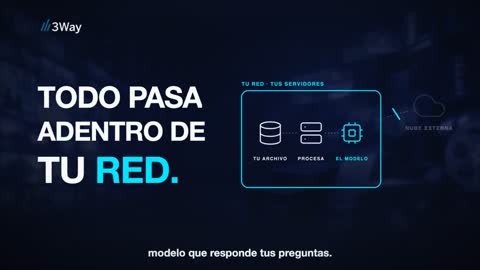 3Way
TODO PASA
ADENTRO DE
TU RED.
TU RED · TUS SERVIDORES
TU ARCHIVO
PROCESA
EL MODELO
NUBE EXTERNA
modelo que responde tus preguntas.